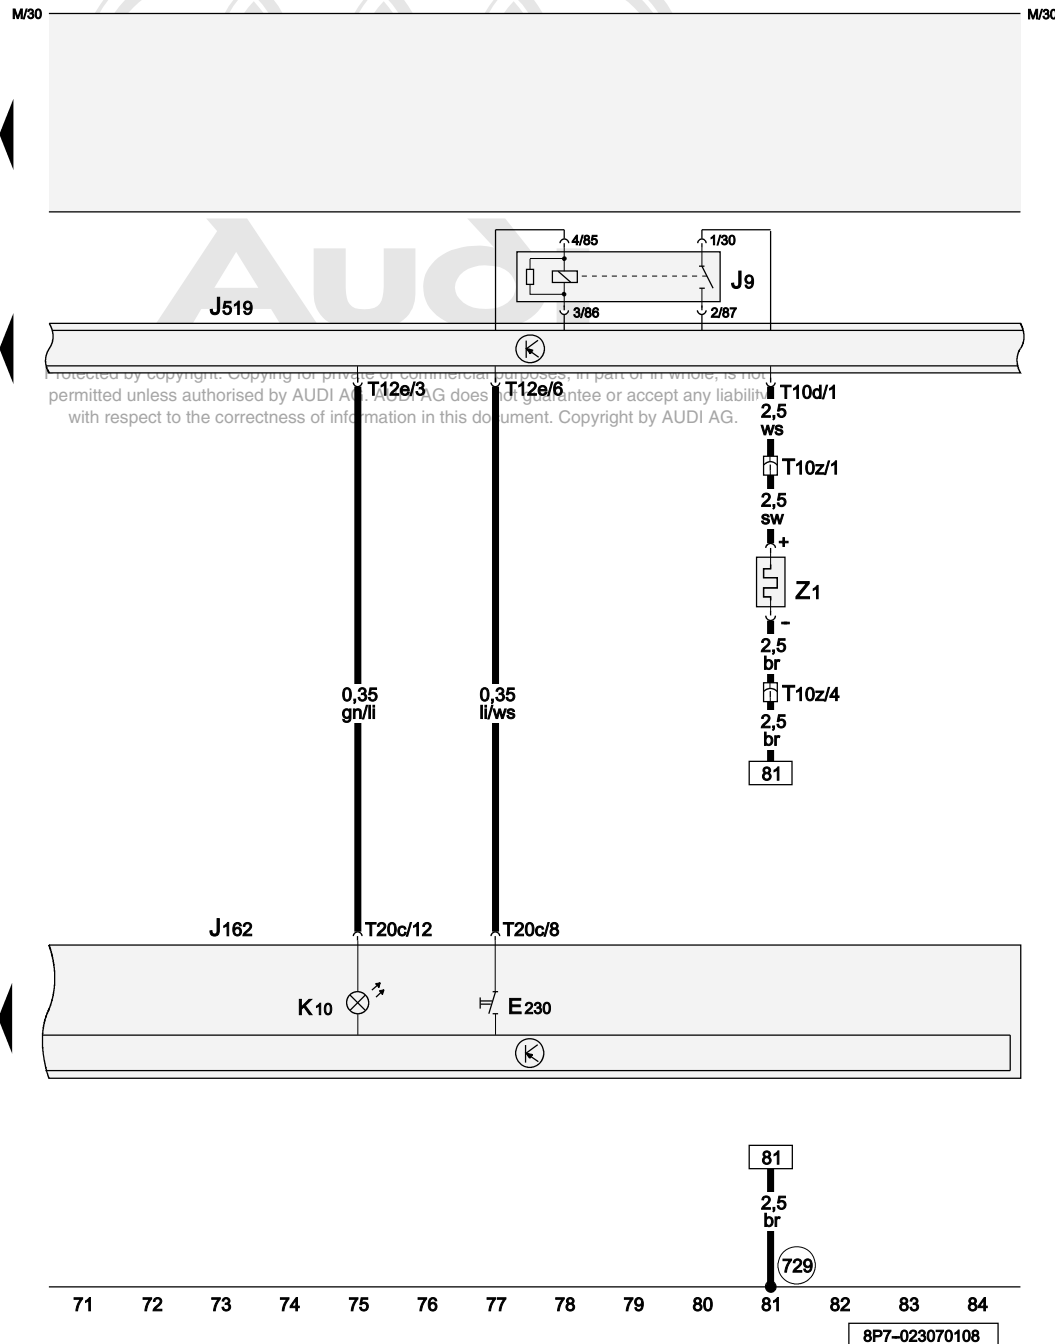 M/30 M/30
Audi
4/85 1/30
J9
J519
3/86 2/87
Protected by copyright. Copying for private or commercial purposes, in part or in whole, is not
T12e/3 T12e/6 T10d/1
permitted unless authorised by AUDI AG. AUDI AG does not guarantee or accept any liability
2,5
with respect to the correctness of information in this document. Copyright by AUDI AG.
ws
T10z/1
2,5
sw
+
Z1
-
2,5
br
0,35 0,35 T10z/4
gn/li li/ws
2,5
br
81
J162 T20c/12 T20c/8
K10 E230
81
2,5
br
729
71 72 73 74 75 76 77 78 79 80 81 82 83 84
8P7-023070108